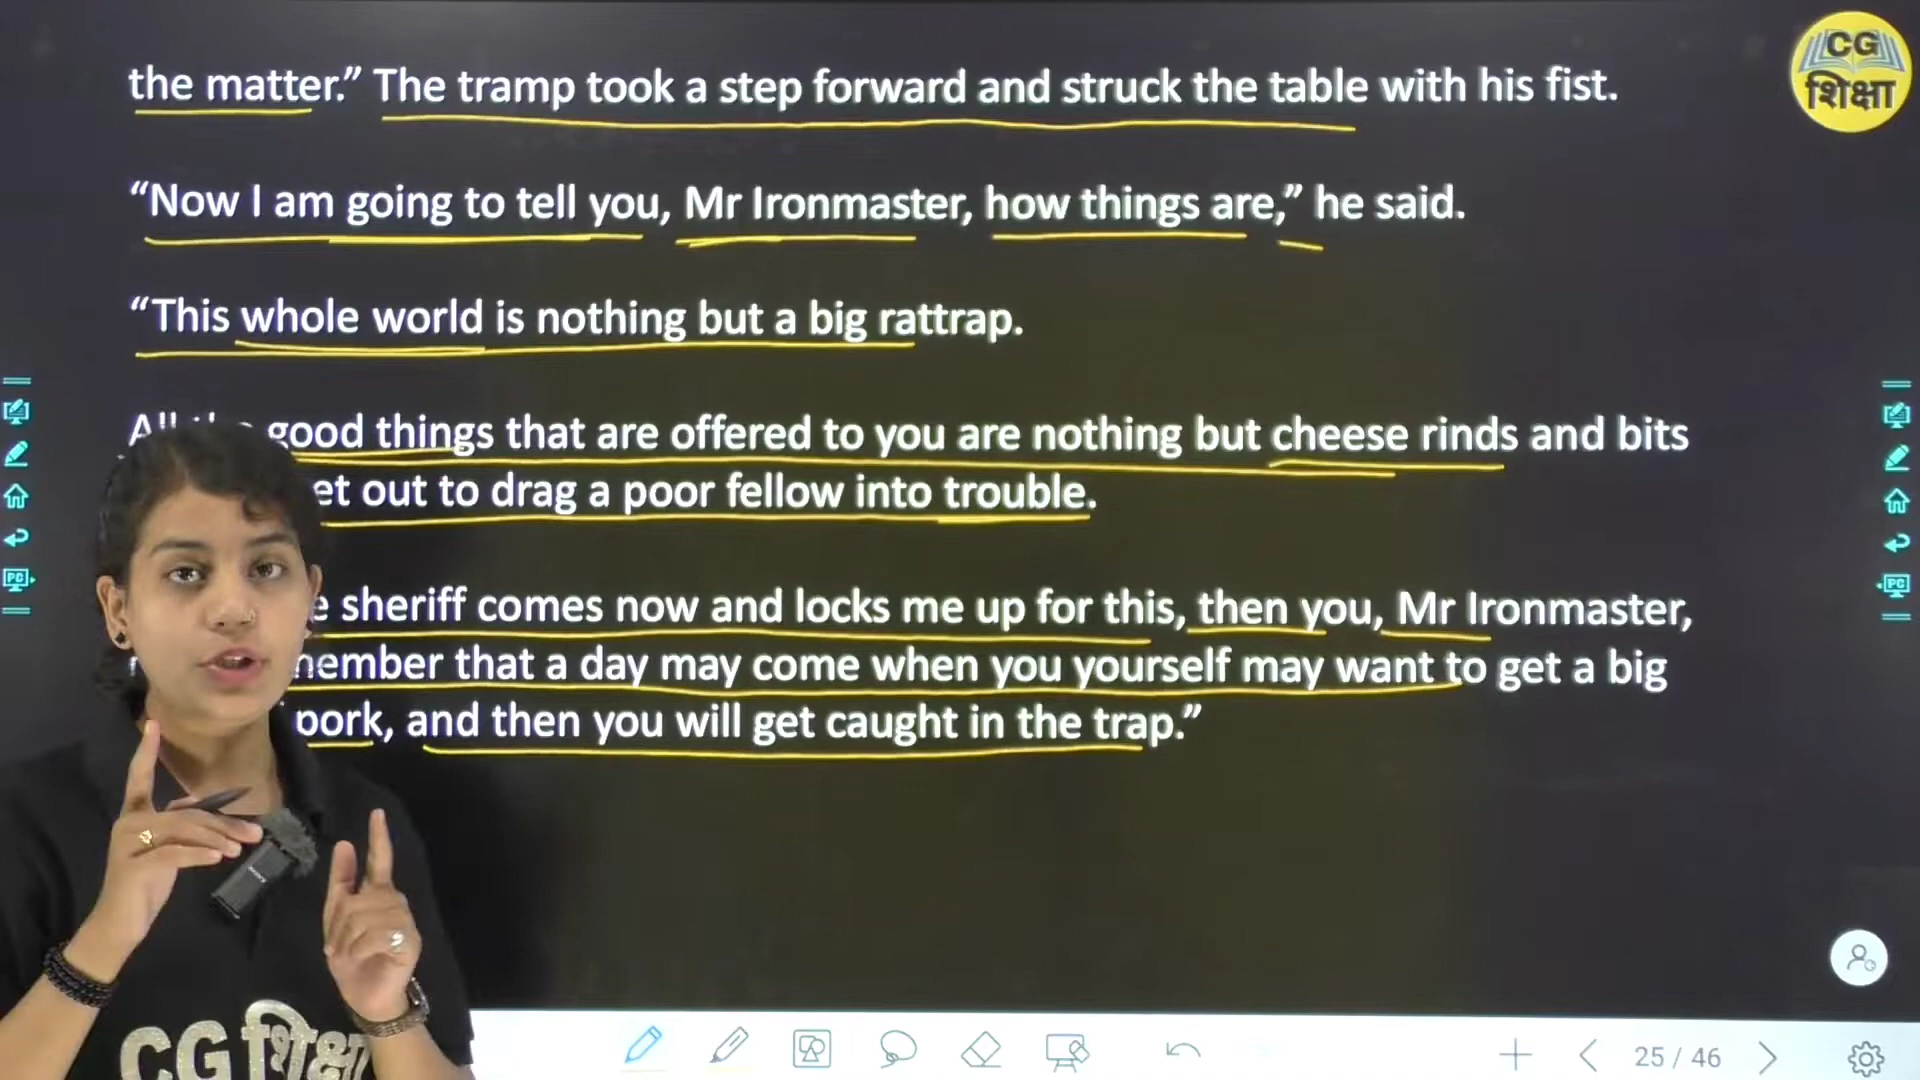 the matter.” The tramp took a step forward and struck the table with his fist.
CG
शिक्षा
“Now I am going to tell you, Mr Ironmaster, how things are,” he said.
“This whole world is nothing but a big rattrap.
good things that are offered to you are nothing but cheese rinds and bits
out to drag a poor fellow into trouble.
sheriff comes now and locks me up for this, then you, Mr Ironmaster,
that a day may come when you yourself may want to get a big
pork, and then you will get caught in the trap.”
PC
PC
CG शिक्षा
25 / 46